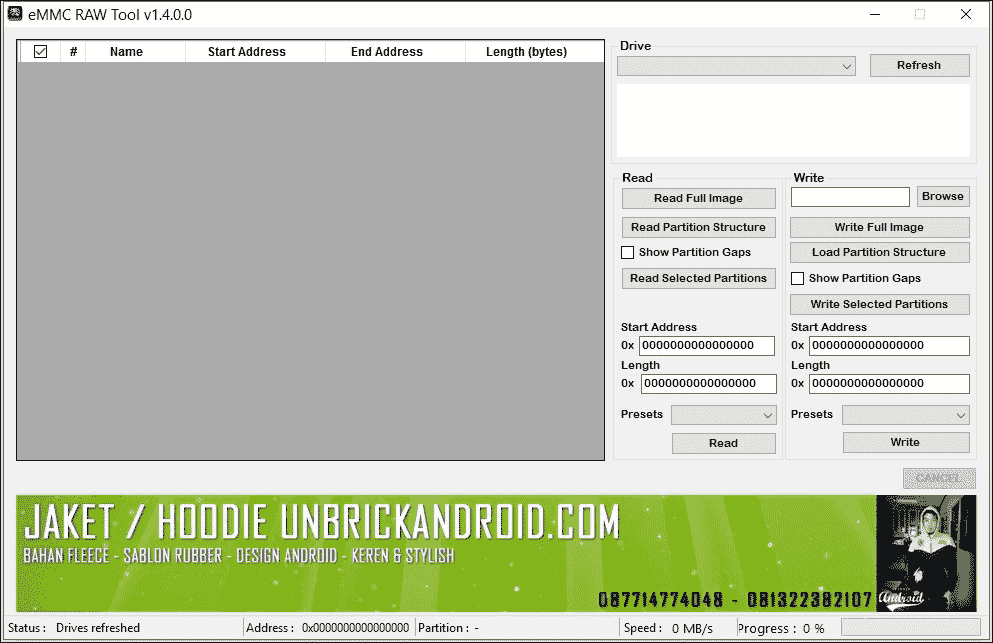 eMMC RAW Tool v1.4.0.0
# Name Start Address End Address Length (bytes)
Drive
Refresh
Read
Read Full Image
Read Partition Structure
Show Partition Gaps
Read Selected Partitions
Start Address
0x 0000000000000000
Length
0x 0000000000000000
Presets
Read
Write
Browse
Write Full Image
Load Partition Structure
Show Partition Gaps
Write Selected Partitions
Start Address
0x 0000000000000000
Length
0x 0000000000000000
Presets
Write
CANCEL
JAKET / HOODIE UNBRICKANDROID.COM
BAHAN FLEECE - SABLON RUBBER - DESIGN ANDROID - KEREN & STYLISH
087714774048 - 081322382107
Android
Status : Drives refreshed Address : 0x0000000000000000 Partition : - Speed : 0 MB/s Progress : 0 %